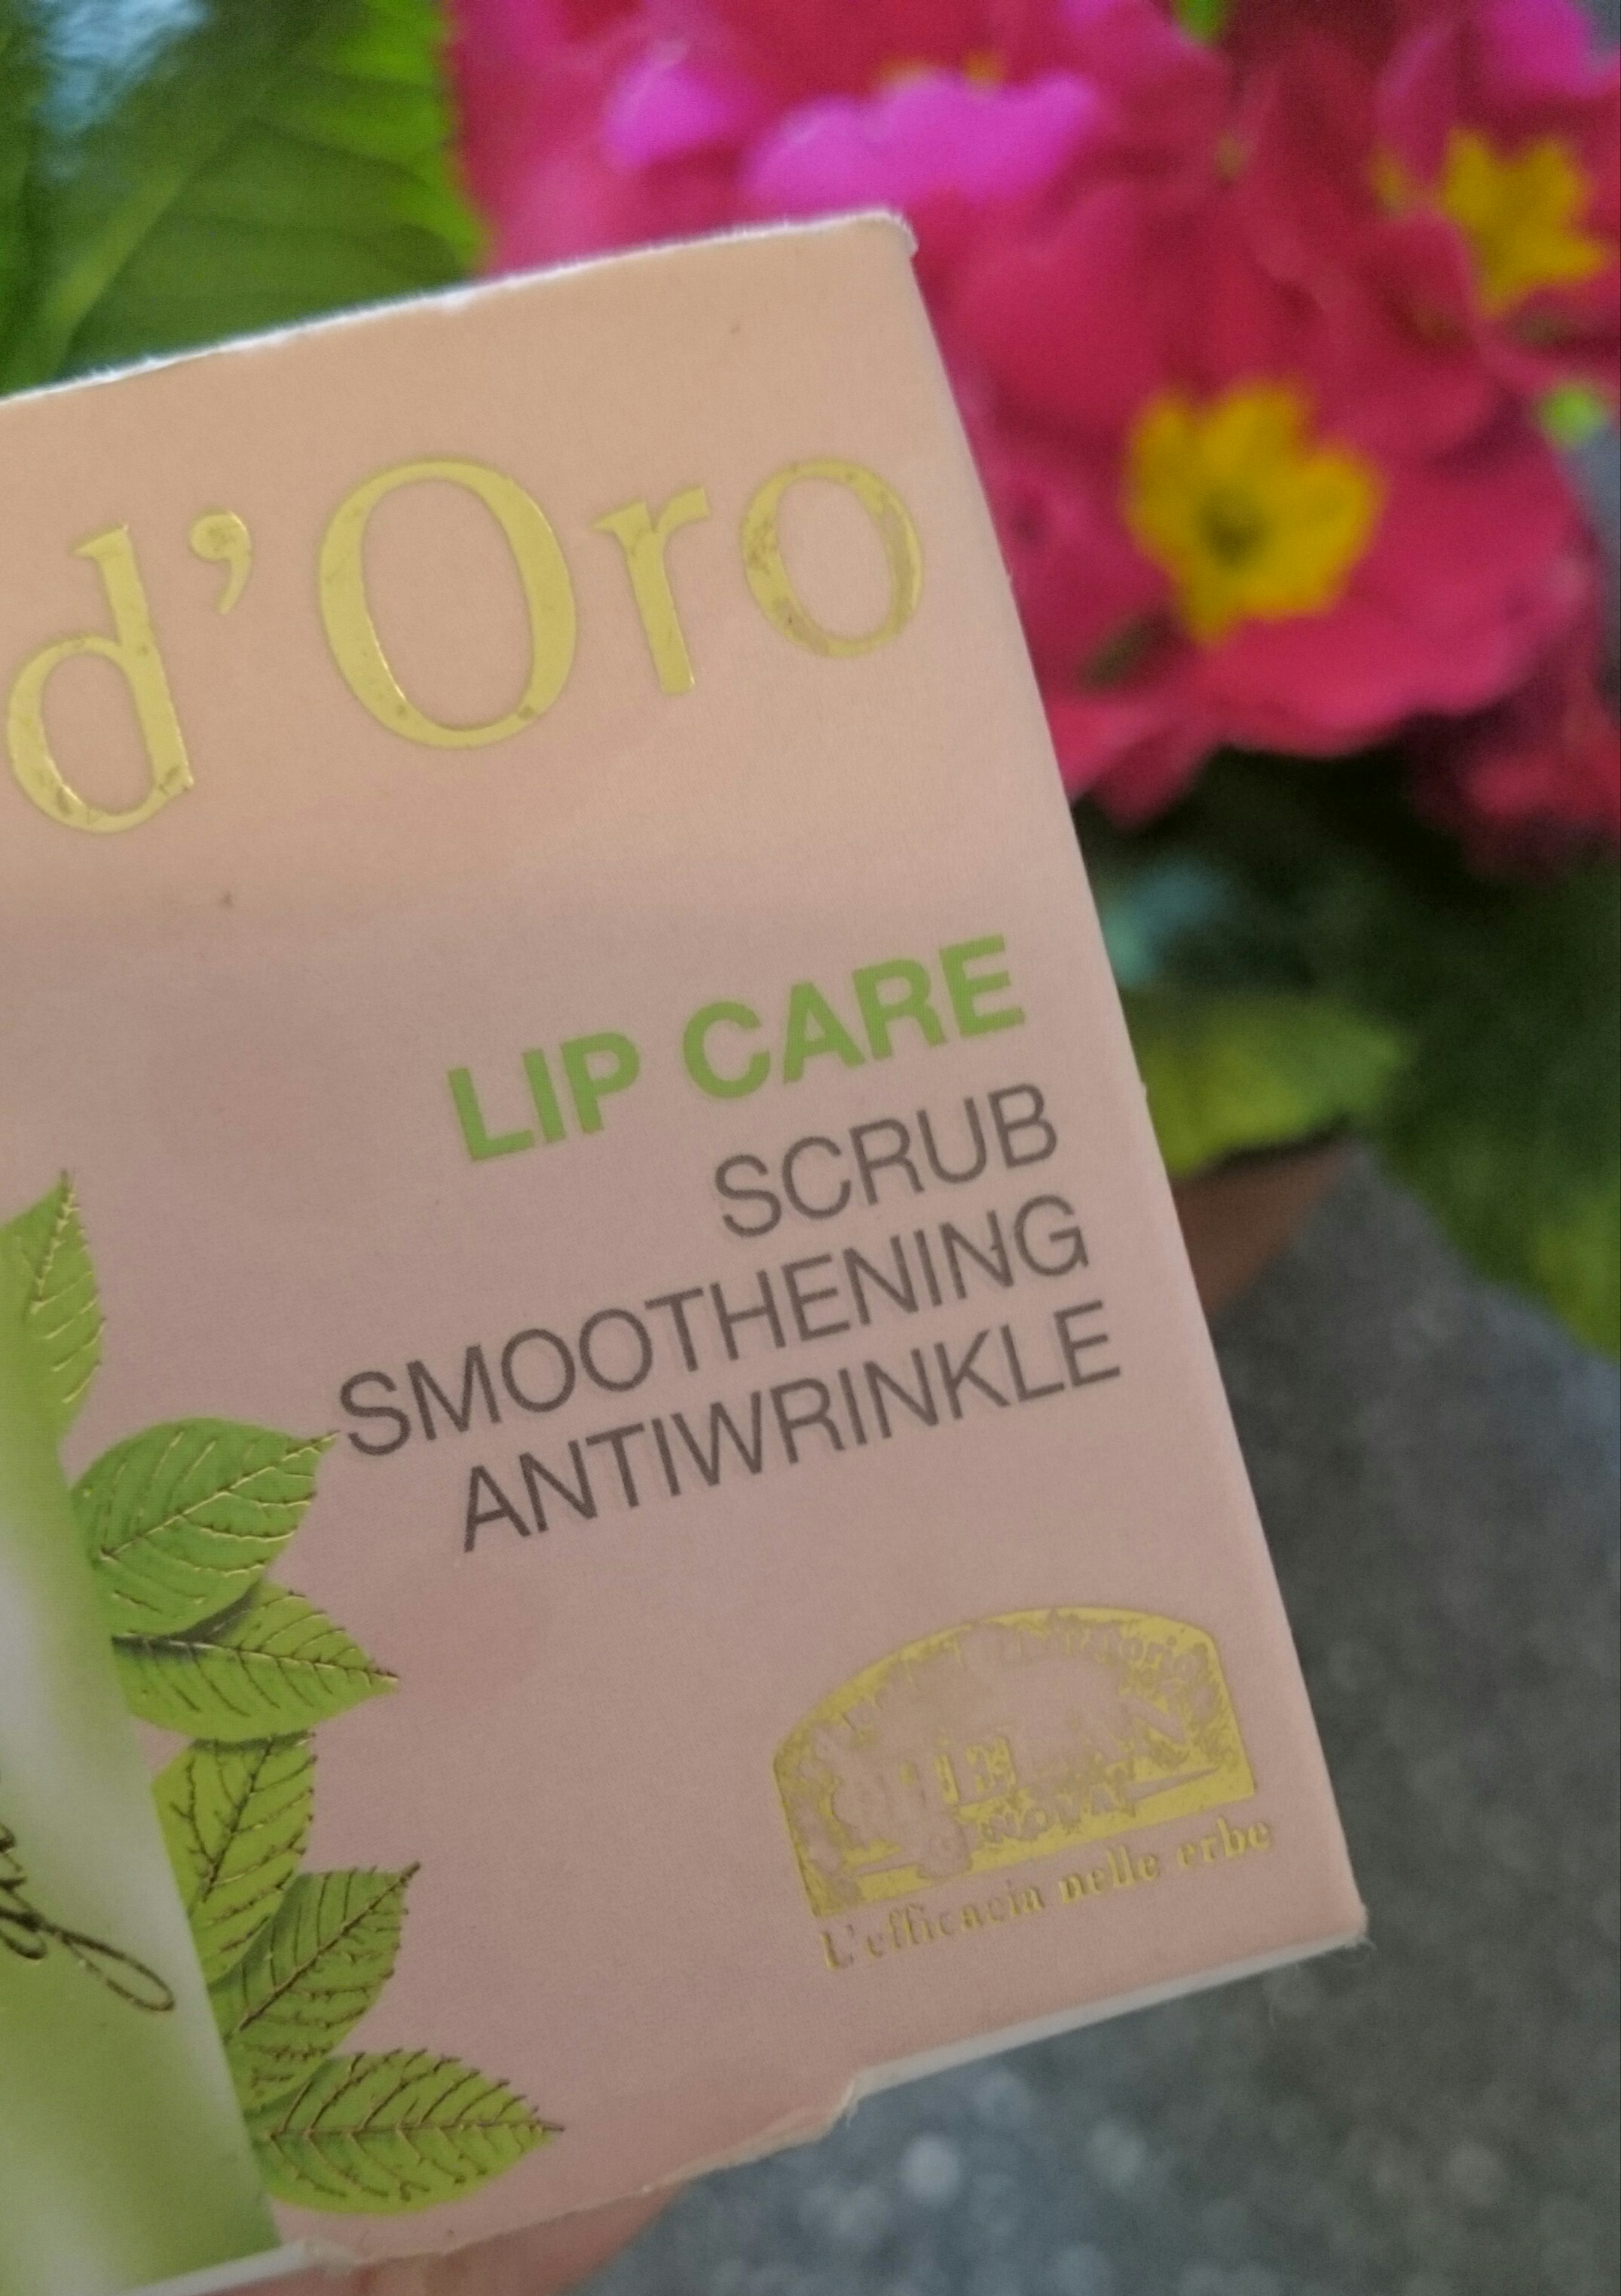 d'Oro
LIP CARE
SCRUB
SMOOTHENING
ANTIWRINKLE
L'efficacia nelle erbe